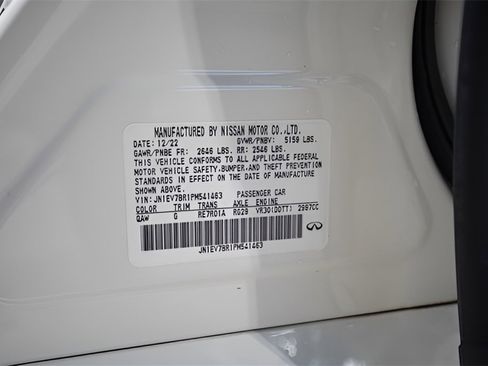 MANUFACTURED BY NISSAN MOTOR CO.,LTD.
DATE: 12/22 GVWR/PNBV: 5159 LBS.
GAWR/PNBE FR: 2646 LBS. RR: 2546 LBS.
THIS VEHICLE CONFORMS TO ALL APPLICABLE FEDERAL
MOTOR VEHICLE SAFETY,BUMPER,AND THEFT PREVENTION
STANDARDS IN EFFECT ON THE DATE OF MANUFACTURE
SHOWN ABOVE.
VIN: JN1EV7BR1PM541463 PASSENGER CAR
COLOR TRIM TRANS AXLE ENGINE
QAW G RE7R01A RG29 VR30(DDTT) 2997CC
JN1EV7BR1PM541463